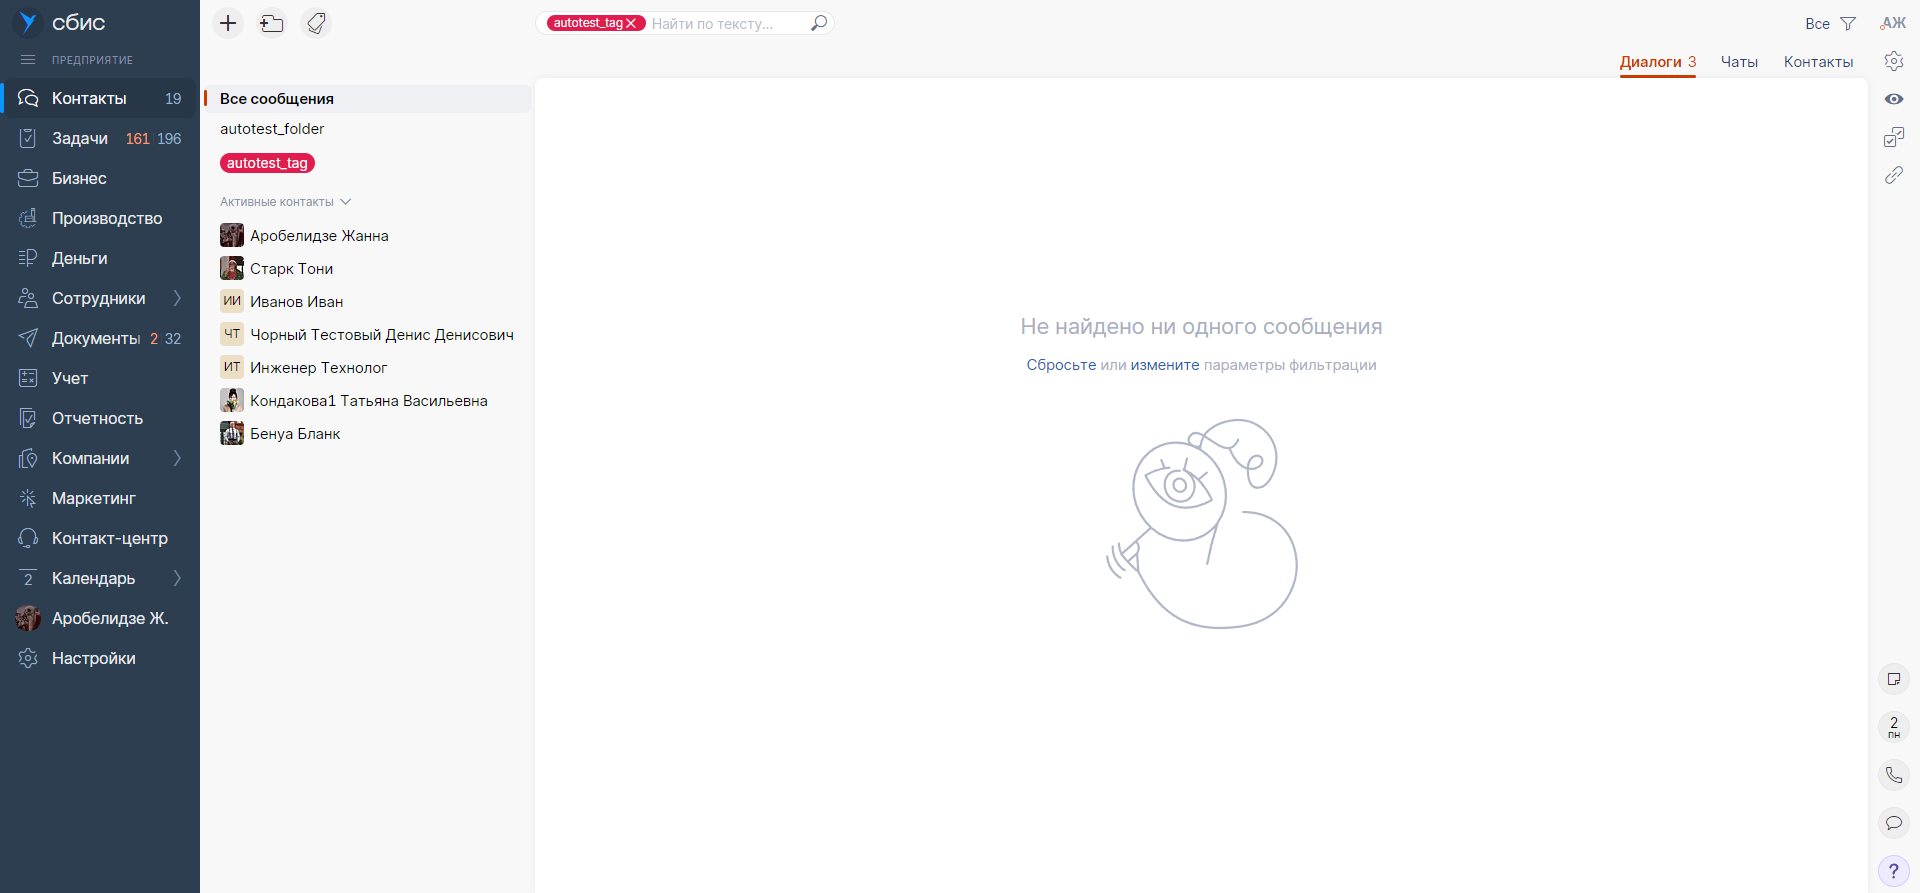 сбис
ПРЕДПРИЯТИЕ
Контакты 19
Задачи 161 196
Бизнес
Производство
Деньги
Сотрудники
Документы 2 32
Учет
Отчетность
Компании
Маркетинг
Контакт-центр
2 Календарь
Аробелидзе Ж.
Настройки
Все сообщения
autotest_folder
autotest_tag
Активные контакты
Аробелидзе Жанна
Старк Тони
ИИ Иванов Иван
ЧТ Чорный Тестовый Денис Денисович
ИТ Инженер Технолог
Кондакова1 Татьяна Васильевна
Бенуа Бланк
autotest_tag Найти по тексту...
Все
АЖ
Диалоги 3 Чаты Контакты
Не найдено ни одного сообщения
Сбросьте или измените параметры фильтрации
2
пн
?